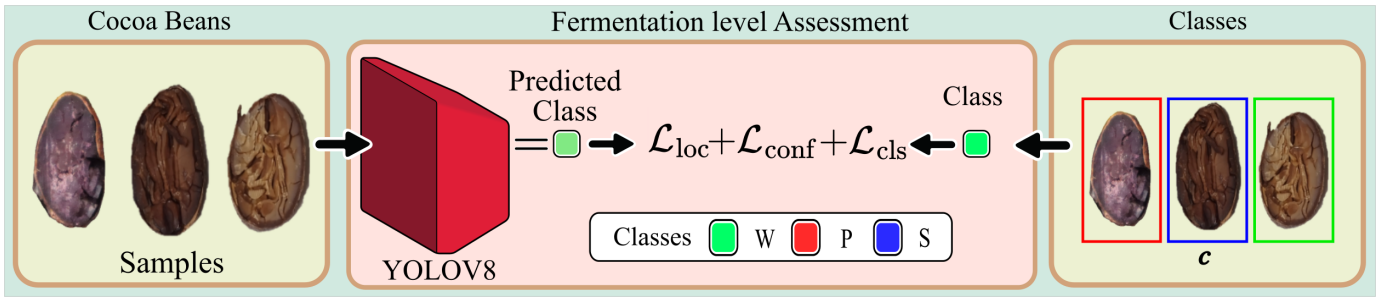 Cocoa Beans
Fermentation level Assessment
Classes
Samples
YOLOV8
=
Predicted
Class
ℒloc+ℒconf+ℒcls
Class
Classes W P S
c